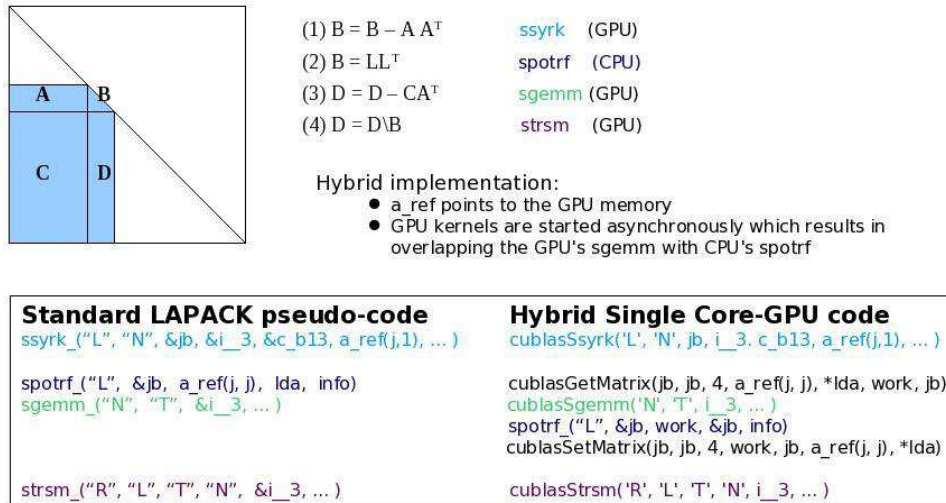 A
B
C
D
(1) B = B – A Aᵀ ssyrk (GPU)
(2) B = LLᵀ spotrf (CPU)
(3) D = D – CAᵀ sgemm (GPU)
(4) D = D\B strsm (GPU)
Hybrid implementation:
● a_ref points to the GPU memory
● GPU kernels are started asynchronously which results in
overlapping the GPU's sgemm with CPU's spotrf
Standard LAPACK pseudo-code
ssyrk_(“L”, “N”, &jb, &i__3, &c_b13, a_ref(j,1), ... )
spotrf_(“L”, &jb, a_ref(j, j), lda, info)
sgemm_(“N”, “T”, &i__3, ... )
strsm_(“R”, “L”, “T”, “N”, &i__3, ... )
Hybrid Single Core-GPU code
cublasSsyrk('L', 'N', jb, i__3. c_b13, a_ref(j,1), ... )
cublasGetMatrix(jb, jb, 4, a_ref(j, j), *lda, work, jb)
cublasSgemm('N', 'T', i__3, ... )
spotrf_(“L”, &jb, work, &jb, info)
cublasSetMatrix(jb, jb, 4, work, jb, a_ref(j, j), *lda)
cublasStrsm('R', 'L', 'T', 'N', i__3, ... )